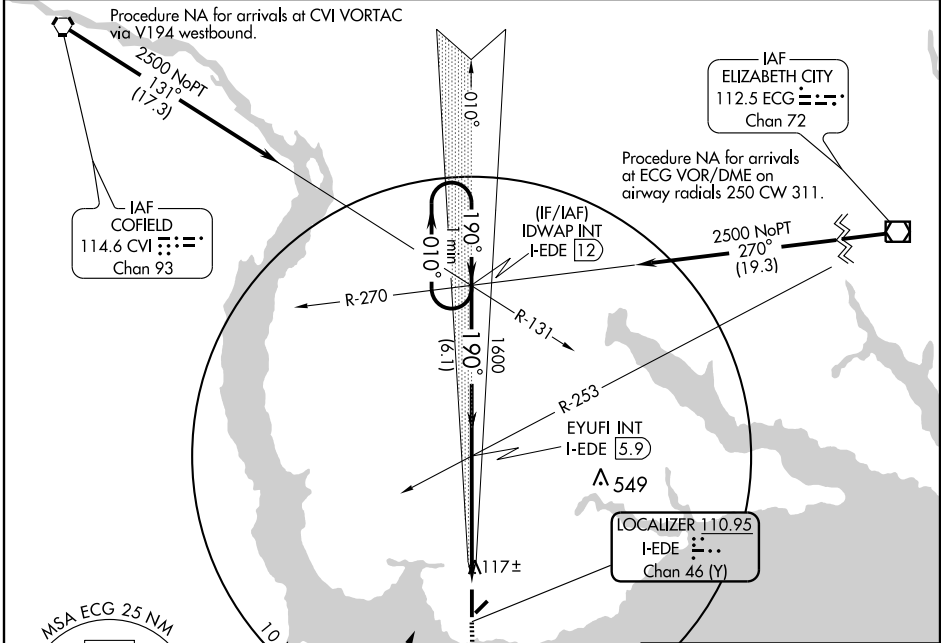 Procedure NA for arrivals at CVI VORTAC
via V194 westbound.
2500 NoPT
131°
(17.3)
IAF
COFIELD
114.6 CVI
Chan 93
010°
IAF
ELIZABETH CITY
112.5 ECG
Chan 72
Procedure NA for arrivals
at ECG VOR/DME on
airway radials 250 CW 311.
2500 NoPT
270°
(19.3)
(IF/IAF)
IDWAP INT
I-EDE 12
190°
1 min
010°
R-270
R-131
190°
1600
(6.1)
R-253
EYUFI INT
I-EDE 5.9
549
LOCALIZER 110.95
I-EDE
Chan 46 (Y)
117±
MSA ECG 25 NM
10